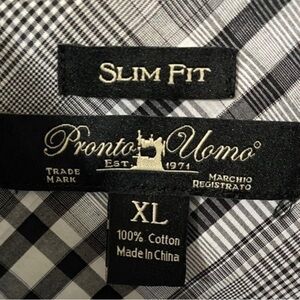 SLIM FIT
Pronto Uomo°
EST. 1971
TRADE MARK
MARCHIO REGISTRATO
XL
100% Cotton
Made In China